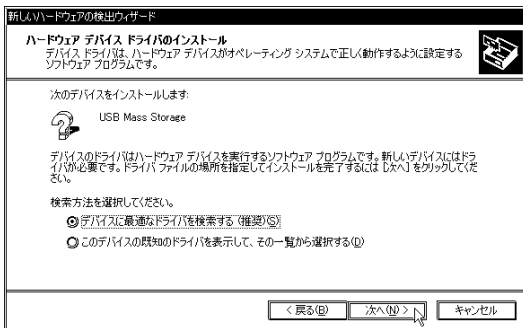 新しいハードウェアの検出ウィザード
ハードウェア デバイス ドライバのインストール
デバイス ドライバは、ハードウェア デバイスがオペレーティング システムで正しく動作するように設定する
ソフトウェア プログラムです。
次のデバイスをインストールします:
USB Mass Storage
デバイスのドライバはハードウェア デバイスを実行するソフトウェア プログラムです。新しいデバイスにはドラ
イバが必要です。ドライバ ファイルの場所を指定してインストールを完了するには [次へ] をクリックしてくだ
さい。
検索方法を選択してください。
デバイスに最適なドライバを検索する (推奨)(S)
このデバイスの既知のドライバを表示して、その一覧から選択する(D)
< 戻る(B) 次へ(N) > キャンセル